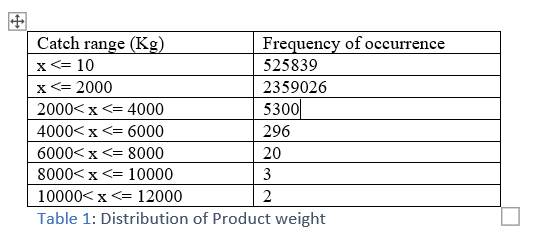 Catch range (Kg) Frequency of occurrence
x <= 10 525839
x <= 2000 2359026
2000< x <= 4000 5300
4000< x <= 6000 296
6000< x <= 8000 20
8000< x <= 10000 3
10000< x <= 12000 2
Table 1: Distribution of Product weight